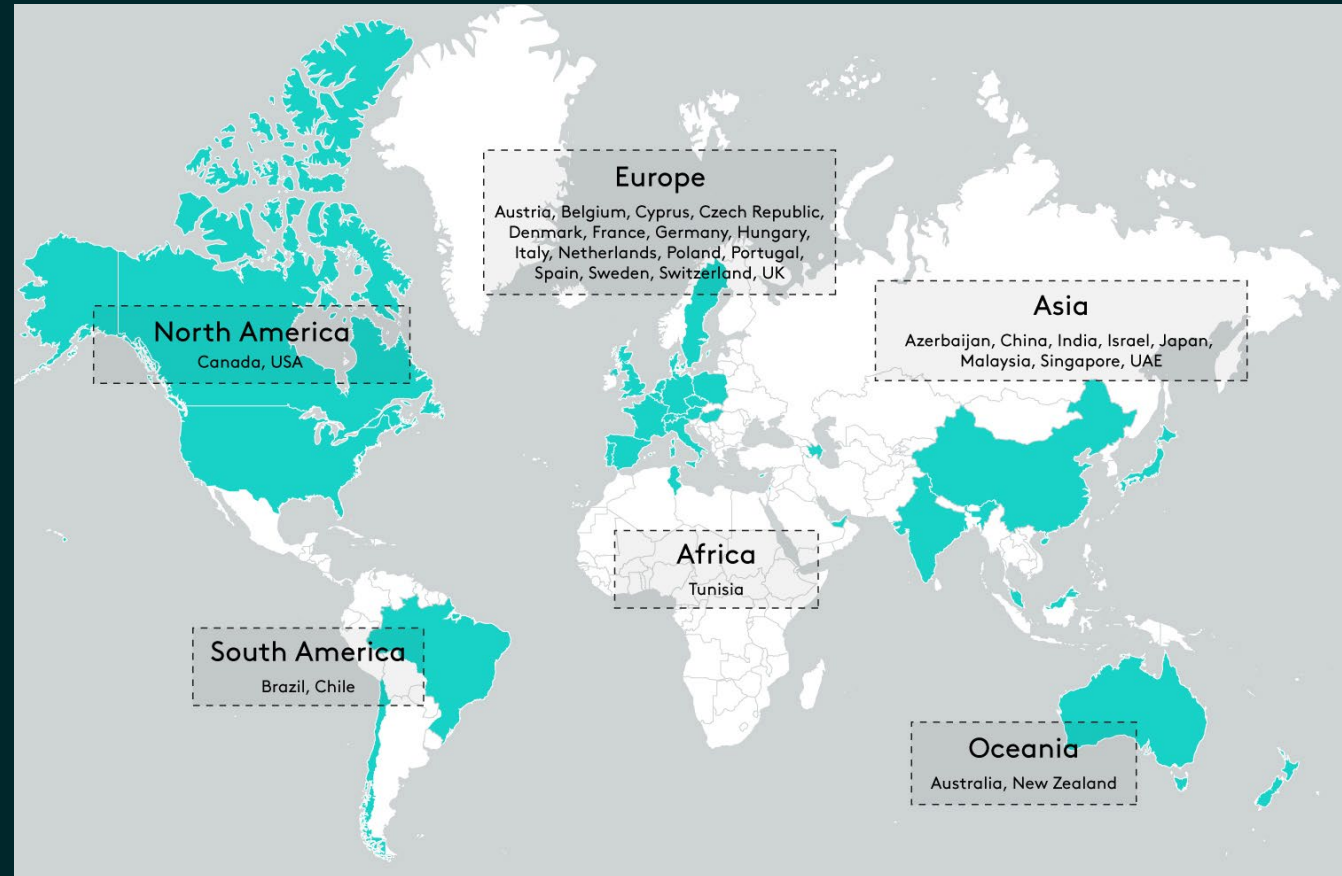 Europe
Austria, Belgium, Cyprus, Czech Republic,
Denmark, France, Germany, Hungary,
Italy, Netherlands, Poland, Portugal,
Spain, Sweden, Switzerland, UK
Asia
Azerbaijan, China, India, Israel, Japan,
Malaysia, Singapore, UAE
North America
Canada, USA
Africa
Tunisia
South America
Brazil, Chile
Oceania
Australia, New Zealand